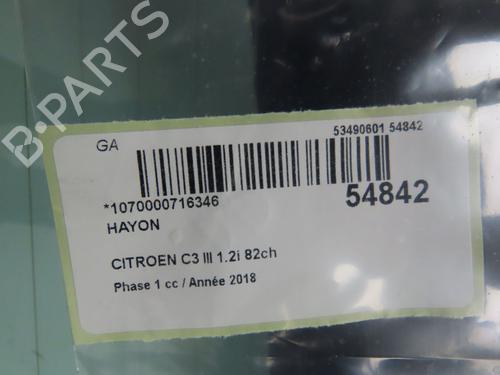 B-PARTS
GA
53490601 54842
*1070000716346
54842
HAYON
CITROEN C3 III 1.2i 82ch
Phase 1 cc / Année 2018